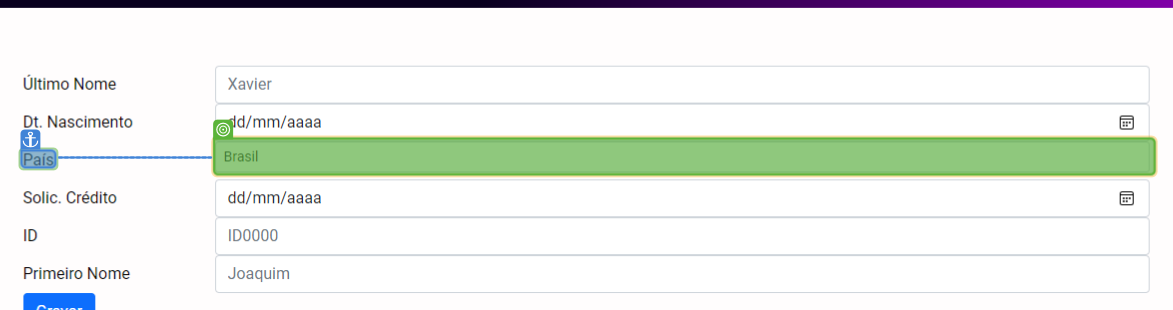 Último Nome Xavier
Dt. Nascimento dd/mm/aaaa
País Brasil
Solic. Crédito dd/mm/aaaa
ID ID0000
Primeiro Nome Joaquim
Gravar